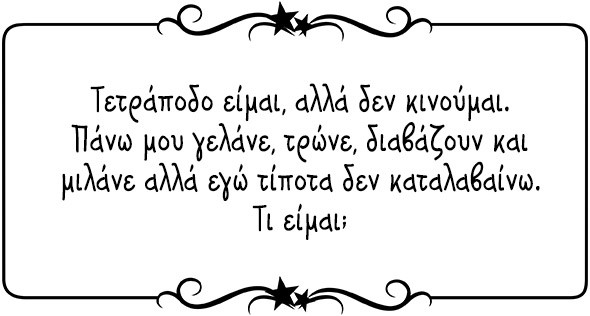 Τετράποδο είμαι, αλλά δεν κινούμαι.
Πάνω μου γελάνε, τρώνε, διαβάζουν και
μιλάνε αλλά εγώ τίποτα δεν καταλαβαίνω.
Τι είμαι;